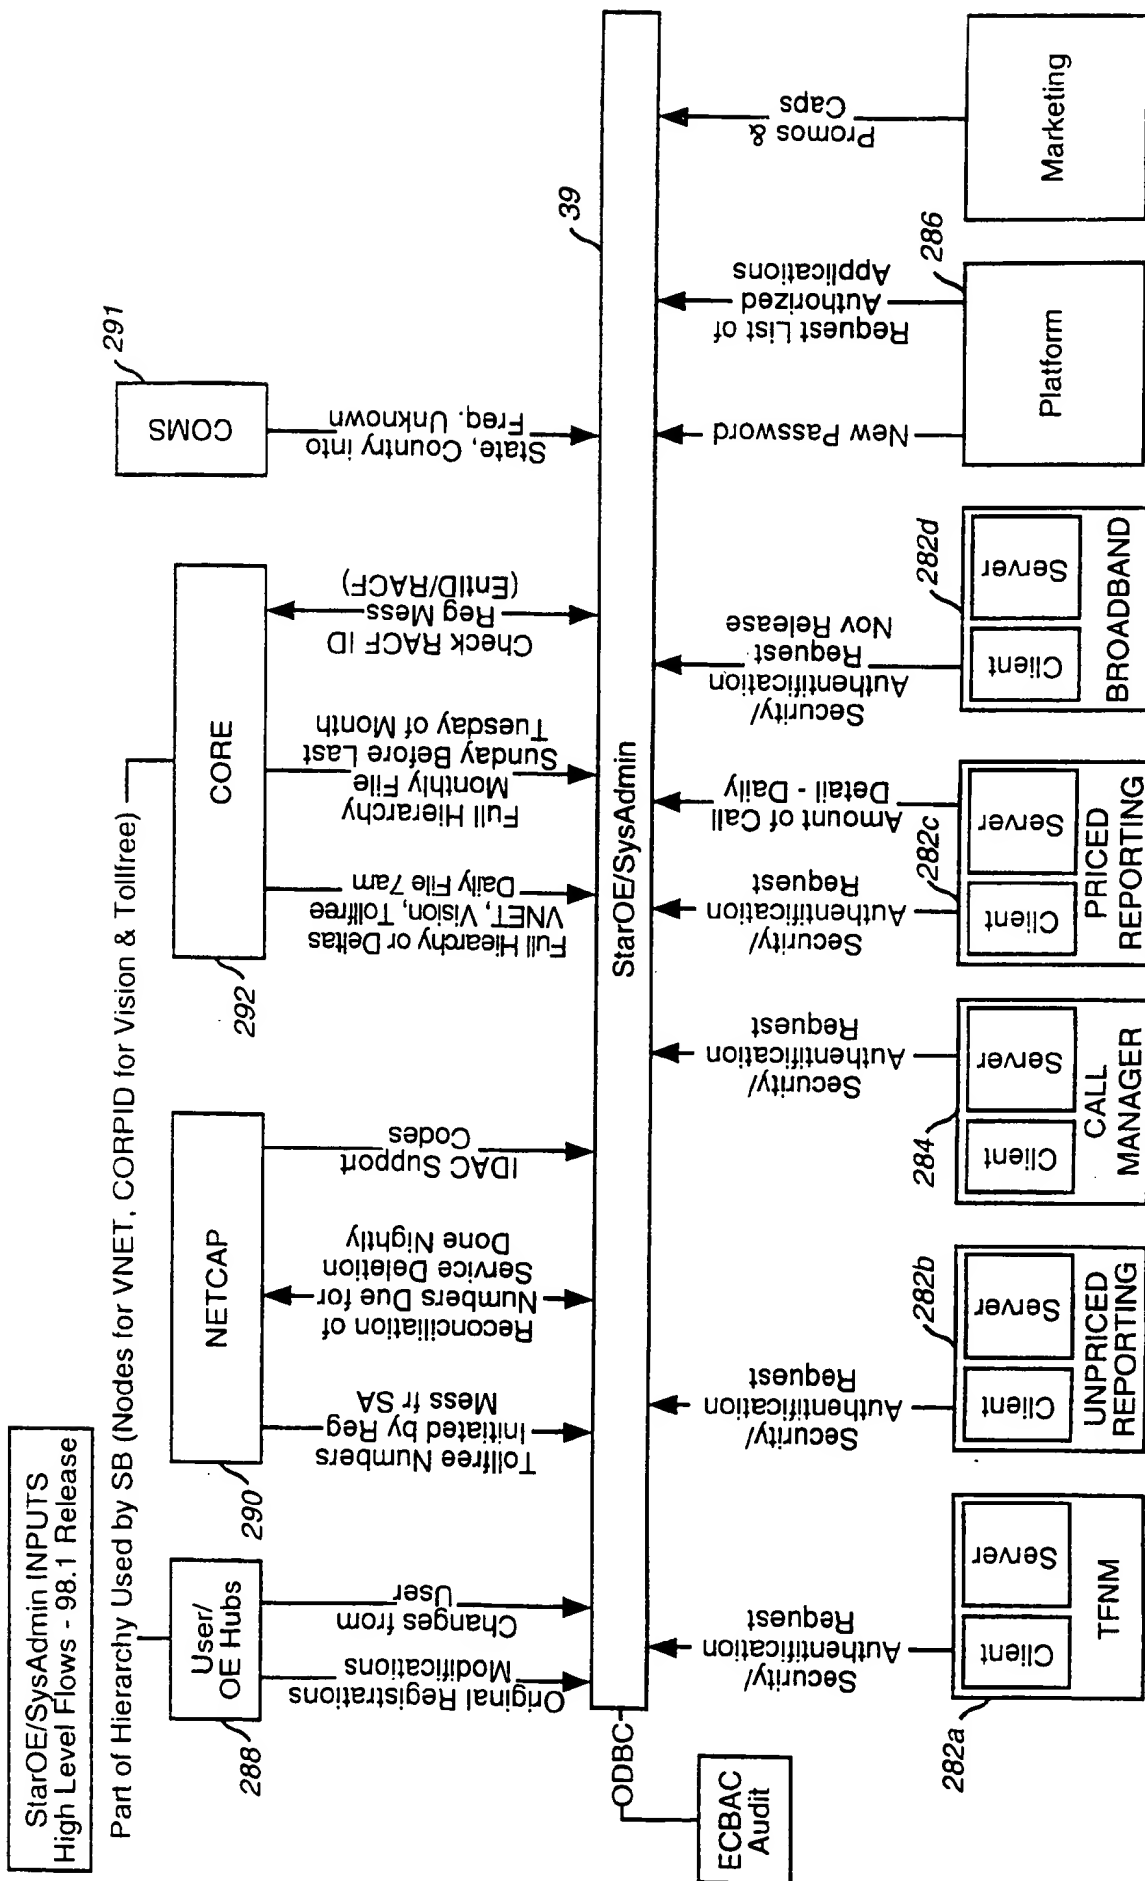 StarOE/SysAdmin INPUTS
High Level Flows - 98.1 Release
Part of Hierarchy Used by SB (Nodes for VNET, CORPID for Vision & Tollfree)
User/
OE Hubs
288
NETCAP
290
CORE
292
COMS
291
Original Registrations
Modifications
Changes from
User
Tollfree Numbers
Initiated by Reg
Mess fr SA
Reconciliation of
Numbers Due for
Service Deletion
Done Nightly
IDAC Support
Codes
Full Hiearchy or Deltas
VNET, Vision, Tollfree
Daily File 7am
Full Hierarchy
Monthly File
Sunday Before Last
Tuesday of Month
Check RACF ID
Reg Mess
(EntID/RACF)
State, Country into
Freq. Unknown
39
ODBC
StarOE/SysAdmin
ECBAC
Audit
Security/
Authentification
Request
Security/
Authentification
Request
Security/
Authentification
Request
Security/
Authentification
Request
Amount of Call
Detail - Daily
Security/
Authentification
Request
Nov Release
New Password
Request List of
Authorized
Applications
Promos &
Caps
282a
Client
Server
TFNM
282b
Client
Server
UNPRICED
REPORTING
284
Client
Server
CALL
MANAGER
282c
Client
Server
PRICED
REPORTING
282d
Client
Server
BROADBAND
286
Platform
Marketing